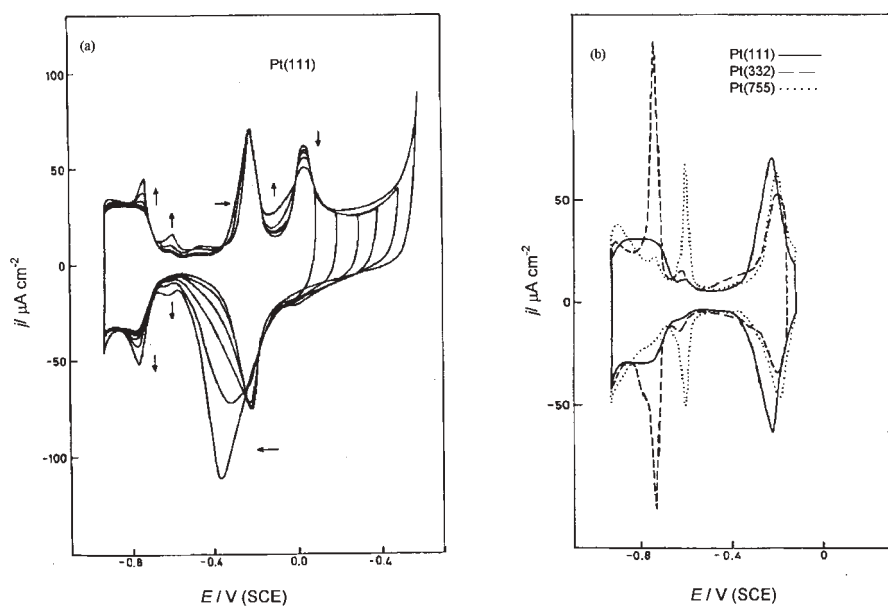 (a)
Pt(111)
100
50
0
-50
-100
j/ μA cm⁻²
-0.8
-0.4
0.0
-0.4
E / V (SCE)
(b)
Pt(111)
Pt(332)
Pt(755)
50
0
-50
j/ μA cm⁻²
-0.8
-0.4
0
E / V (SCE)